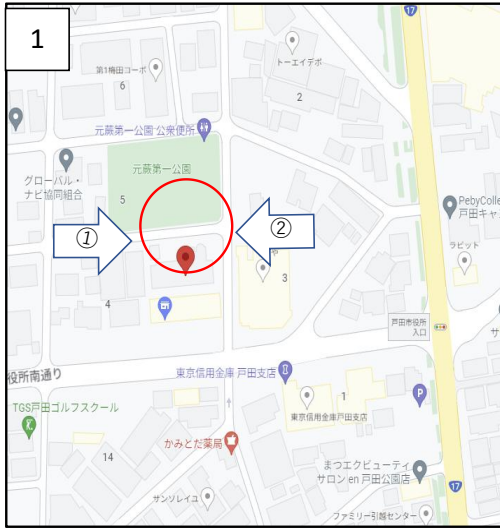 1
17
第1梅田コーポ
6
トーエイデポ
2
元蕨第一公園 公衆便所
元蕨第一公園
グローバル・
ナビ協同組合
5
①
②
PebyColle
戸田キャ
ラビット
や
3
4
戸田市役所
入口
サ
役所南通り
東京信用金庫 戸田支店
TGS戸田ゴルフスクール
1
東京信用金庫戸田支店
P
かみとだ薬局
14
まつエクビューティ
サロン en 戸田公園店
サンソレイユ
17
ファミリー引越センター